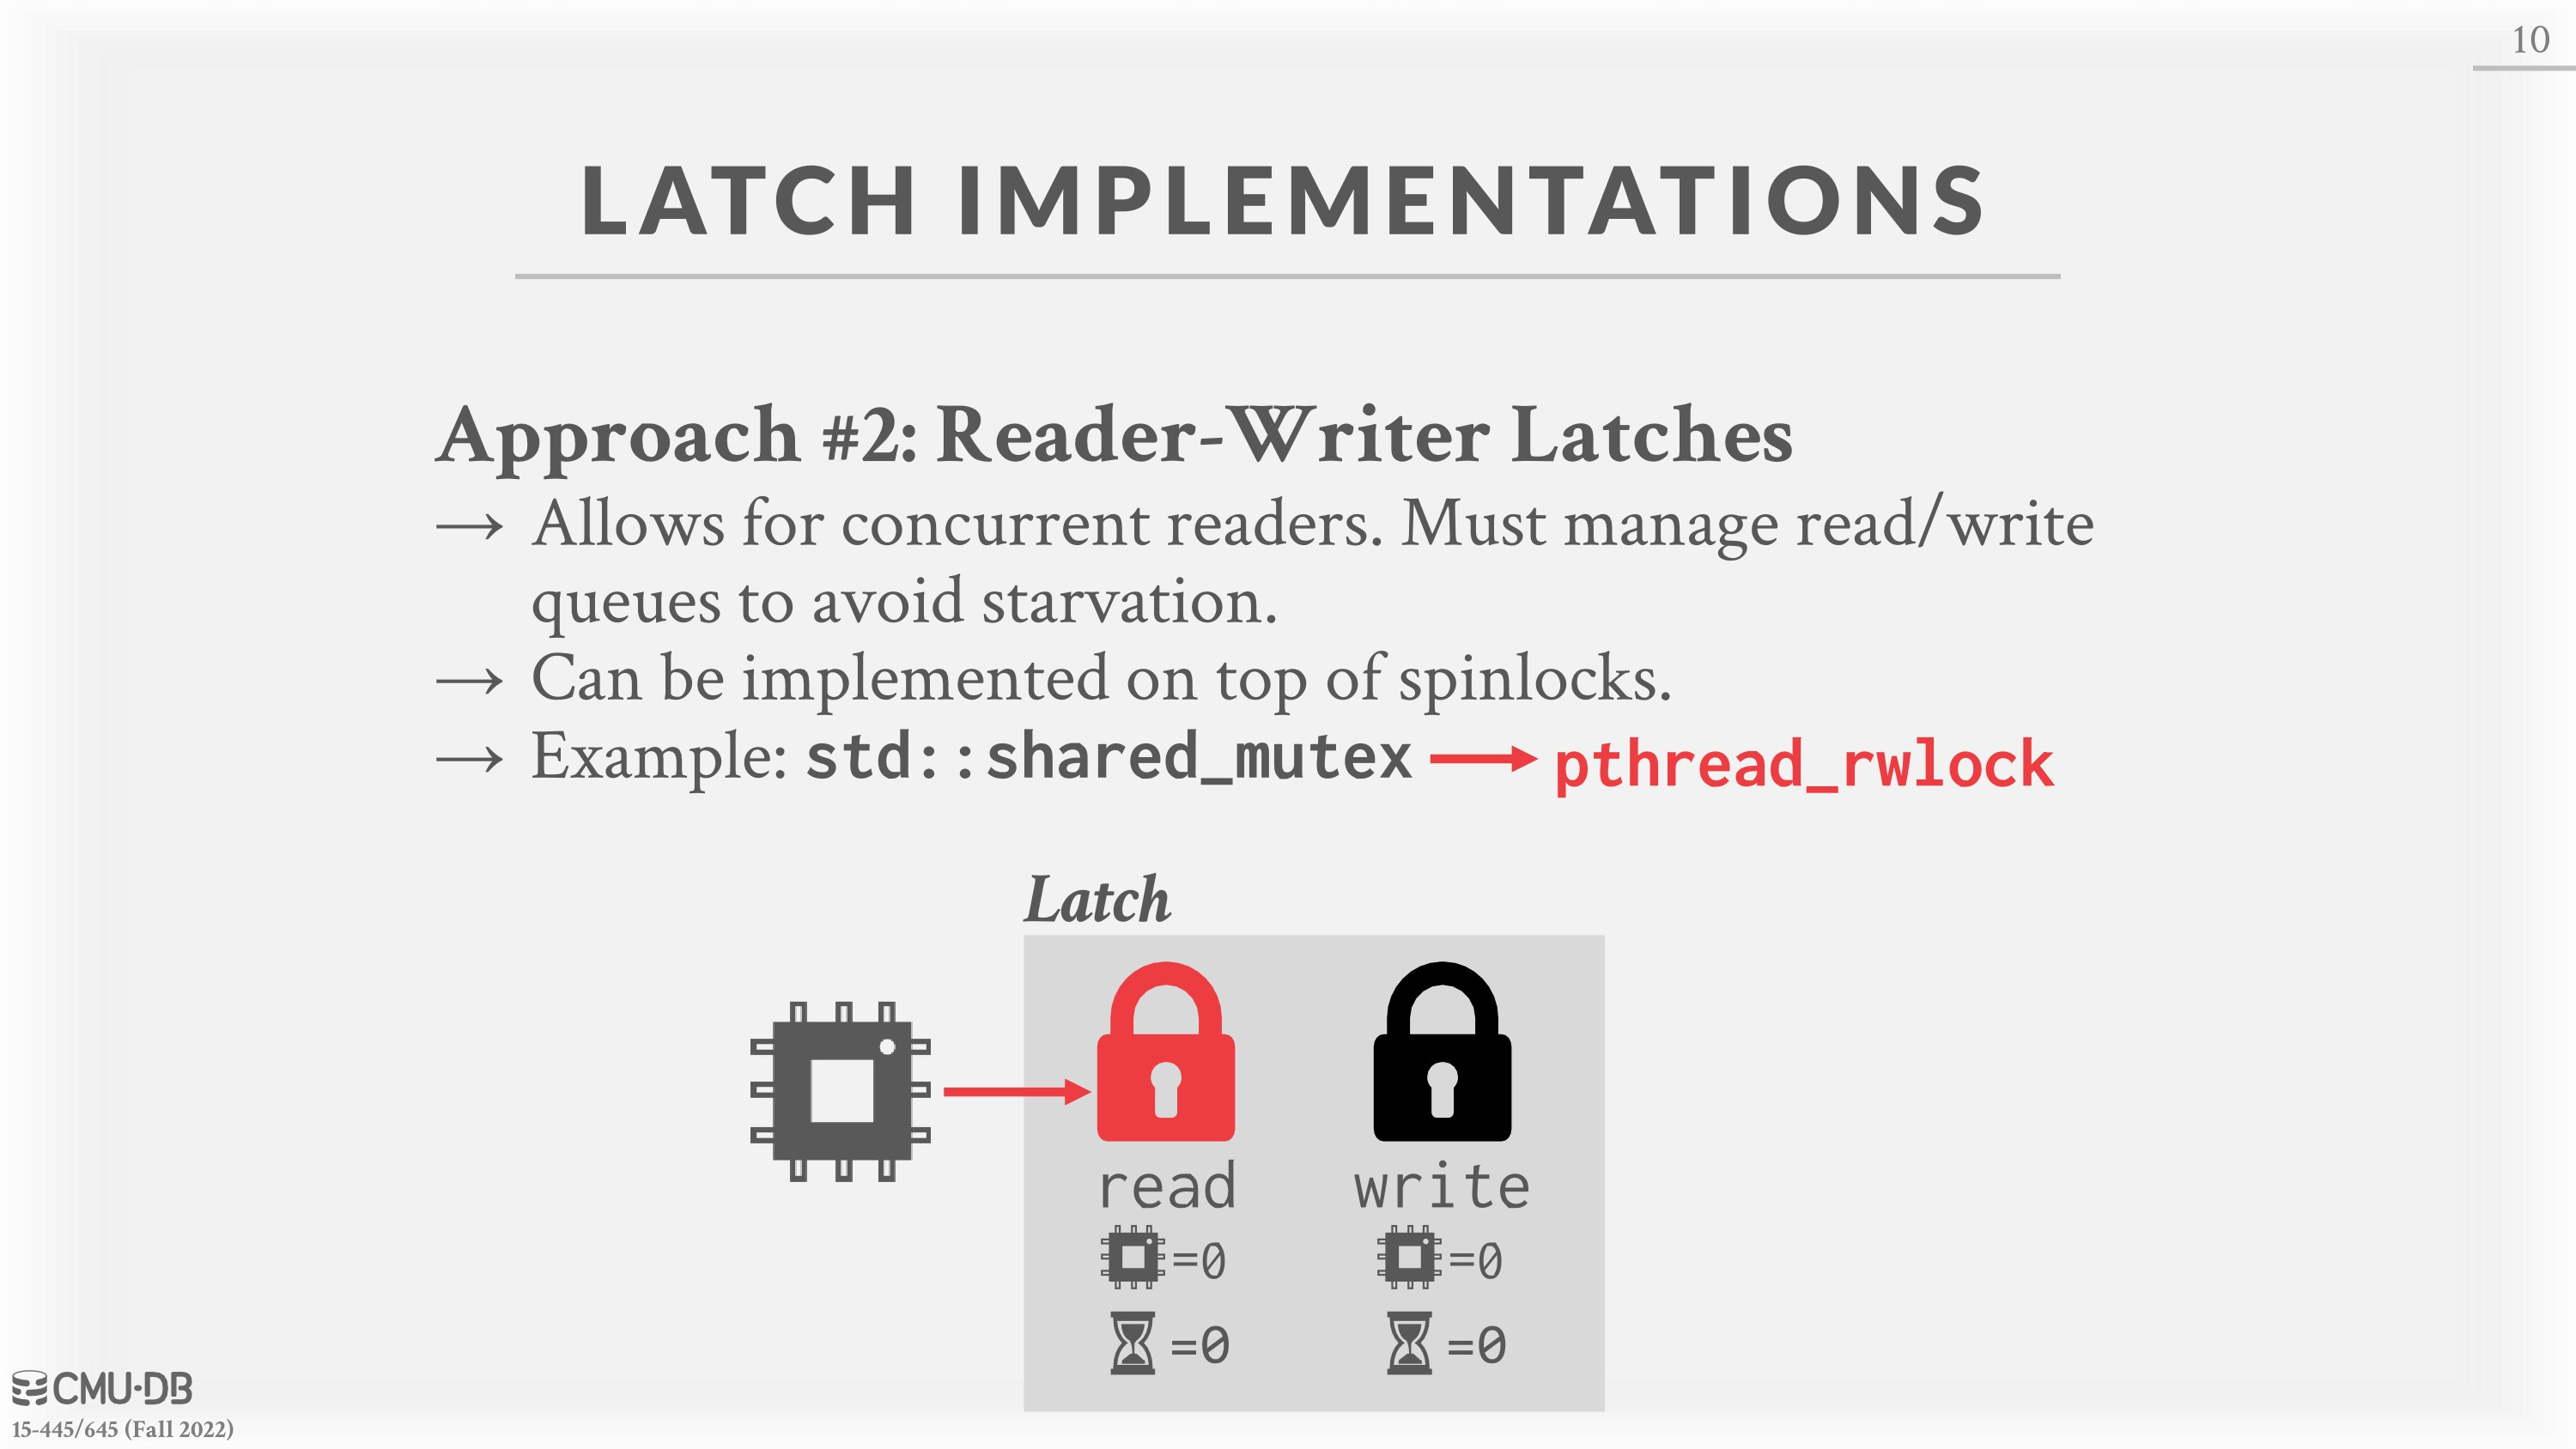 10
LATCH IMPLEMENTATIONS
Approach #2: Reader-Writer Latches
→ Allows for concurrent readers. Must manage read/write
queues to avoid starvation.
→ Can be implemented on top of spinlocks.
→ Example: std::shared_mutex → pthread_rwlock
Latch
read write
=0 =0
=0 =0
CMU·DB
15-445/645 (Fall 2022)